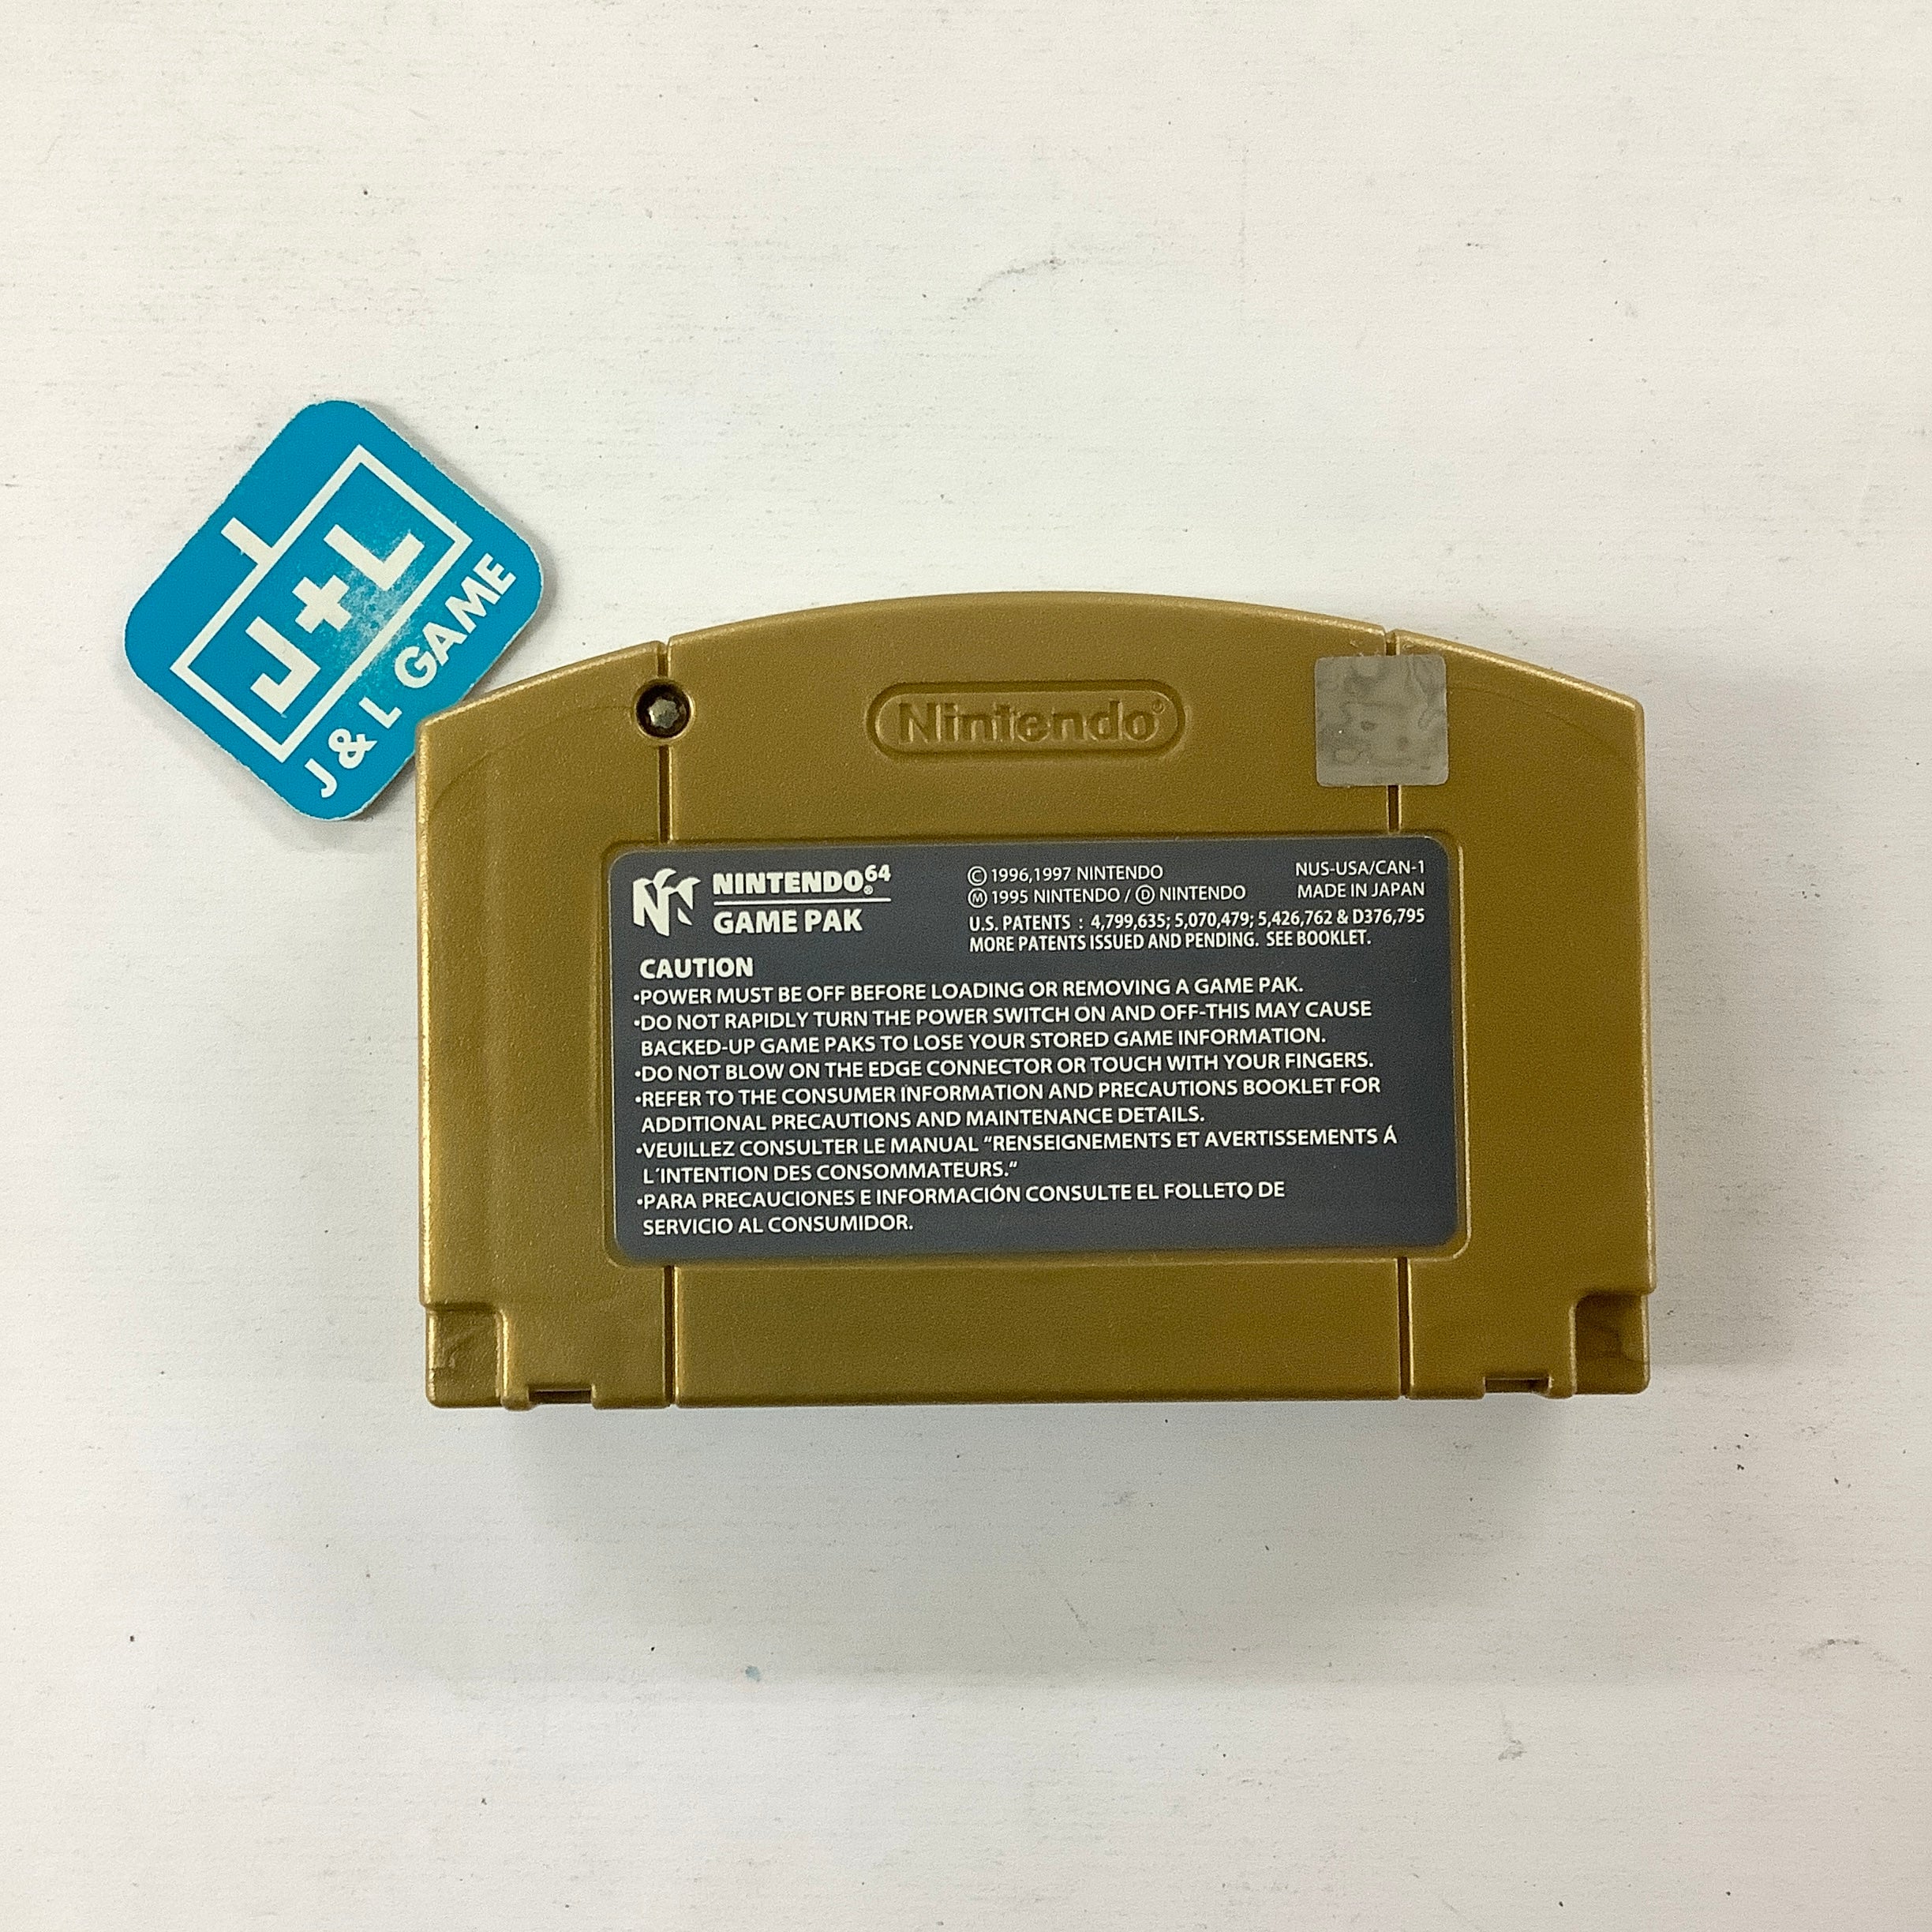 J+L
J & L GAME
Nintendo®
NINTENDO64®
GAME PAK
© 1996,1997 NINTENDO
Ⓜ 1995 NINTENDO / Ⓓ NINTENDO
NUS-USA/CAN-1
MADE IN JAPAN
U.S. PATENTS : 4,799,635; 5,070,479; 5,426,762 & D376,795
MORE PATENTS ISSUED AND PENDING. SEE BOOKLET.
CAUTION
•POWER MUST BE OFF BEFORE LOADING OR REMOVING A GAME PAK.
•DO NOT RAPIDLY TURN THE POWER SWITCH ON AND OFF-THIS MAY CAUSE
BACKED-UP GAME PAKS TO LOSE YOUR STORED GAME INFORMATION.
•DO NOT BLOW ON THE EDGE CONNECTOR OR TOUCH WITH YOUR FINGERS.
•REFER TO THE CONSUMER INFORMATION AND PRECAUTIONS BOOKLET FOR
ADDITIONAL PRECAUTIONS AND MAINTENANCE DETAILS.
•VEUILLEZ CONSULTER LE MANUAL “RENSEIGNEMENTS ET AVERTISSEMENTS Á
L´INTENTION DES CONSOMMATEURS.“
•PARA PRECAUCIONES E INFORMACIÓN CONSULTE EL FOLLETO DE
SERVICIO AL CONSUMIDOR.